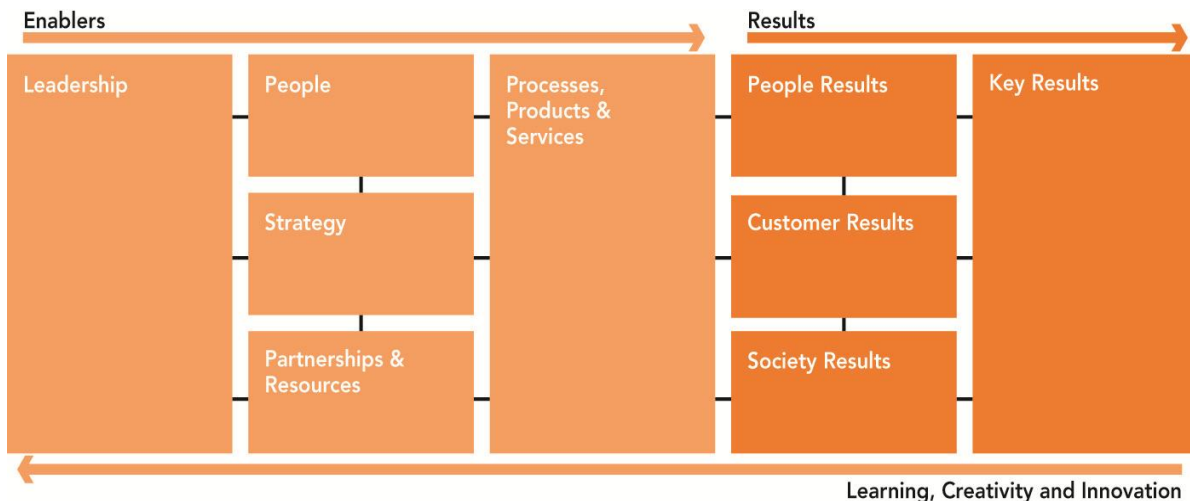 Enablers
Results
Leadership
People
Processes,
Products &
Services
People Results
Key Results
Strategy
Customer Results
Partnerships &
Resources
Society Results
Learning, Creativity and Innovation